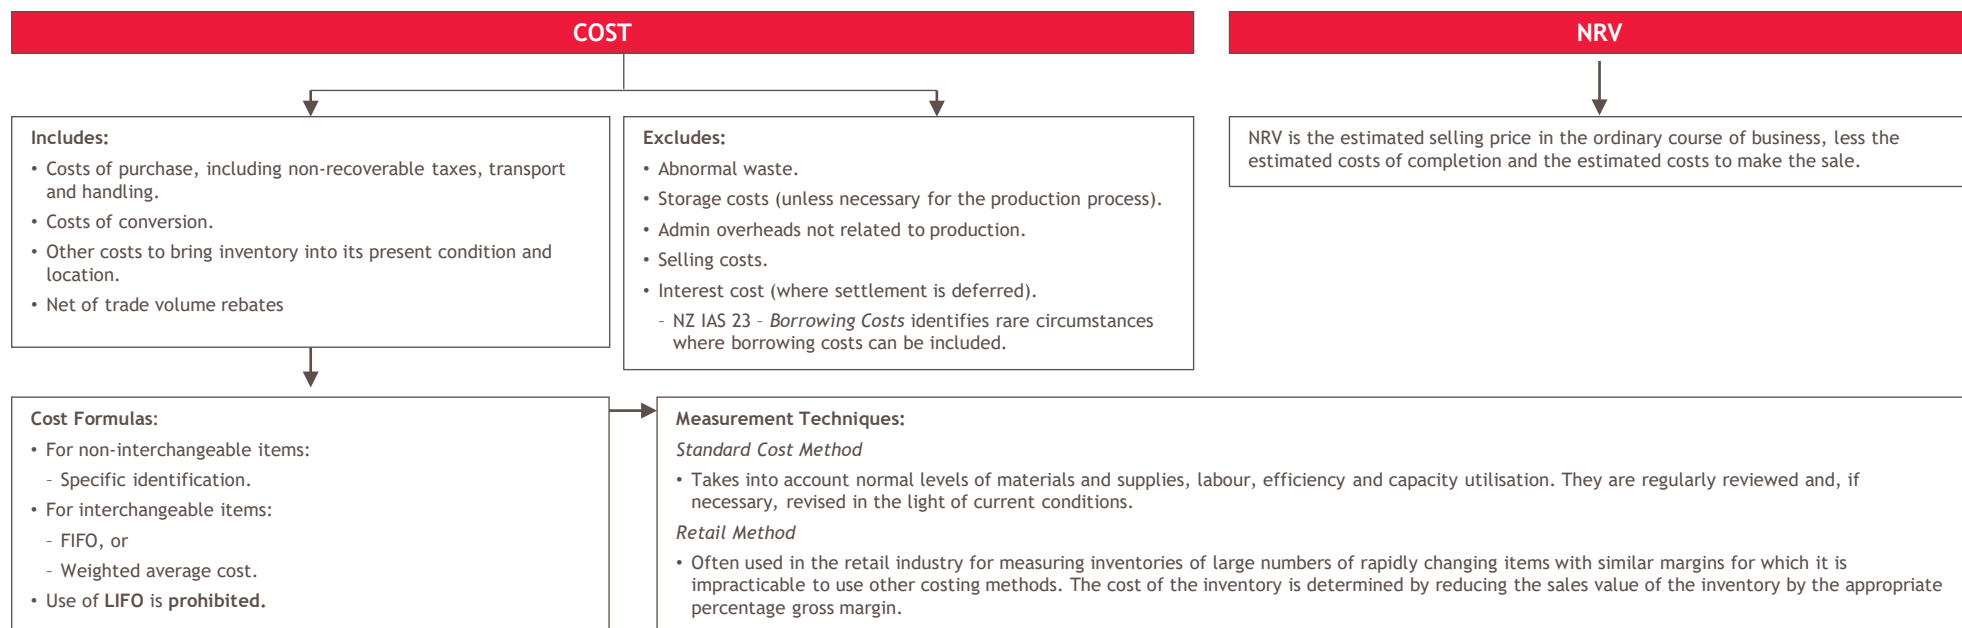 COST
NRV
Includes:
• Costs of purchase, including non-recoverable taxes, transport
and handling.
• Costs of conversion.
• Other costs to bring inventory into its present condition and
location.
• Net of trade volume rebates
Excludes:
• Abnormal waste.
• Storage costs (unless necessary for the production process).
• Admin overheads not related to production.
• Selling costs.
• Interest cost (where settlement is deferred).
– NZ IAS 23 – Borrowing Costs identifies rare circumstances
where borrowing costs can be included.
NRV is the estimated selling price in the ordinary course of business, less the
estimated costs of completion and the estimated costs to make the sale.
Cost Formulas:
• For non-interchangeable items:
– Specific identification.
• For interchangeable items:
– FIFO, or
– Weighted average cost.
• Use of LIFO is prohibited.
Measurement Techniques:
Standard Cost Method
• Takes into account normal levels of materials and supplies, labour, efficiency and capacity utilisation. They are regularly reviewed and, if
necessary, revised in the light of current conditions.
Retail Method
• Often used in the retail industry for measuring inventories of large numbers of rapidly changing items with similar margins for which it is
impracticable to use other costing methods. The cost of the inventory is determined by reducing the sales value of the inventory by the appropriate
percentage gross margin.